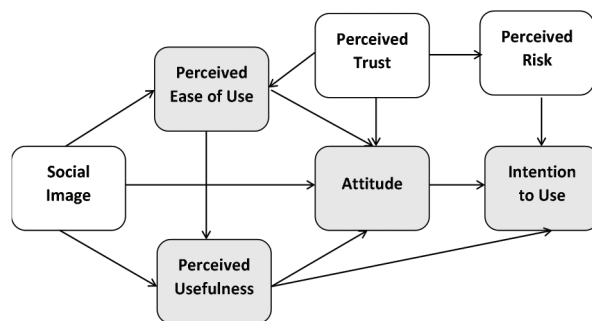 Perceived
Trust
Perceived
Risk
Perceived
Ease of Use
Social
Image
Attitude
Intention
to Use
Perceived
Usefulness